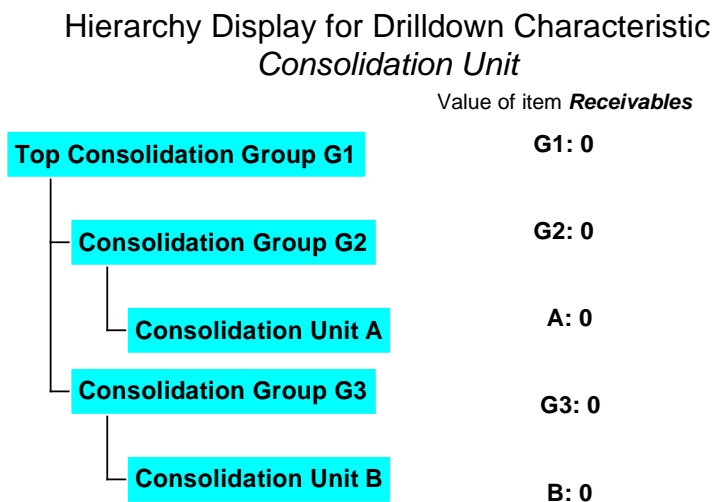 Hierarchy Display for Drilldown Characteristic
Consolidation Unit
Value of item Receivables
Top Consolidation Group G1
G1: 0
Consolidation Group G2
G2: 0
Consolidation Unit A
A: 0
Consolidation Group G3
G3: 0
Consolidation Unit B
B: 0